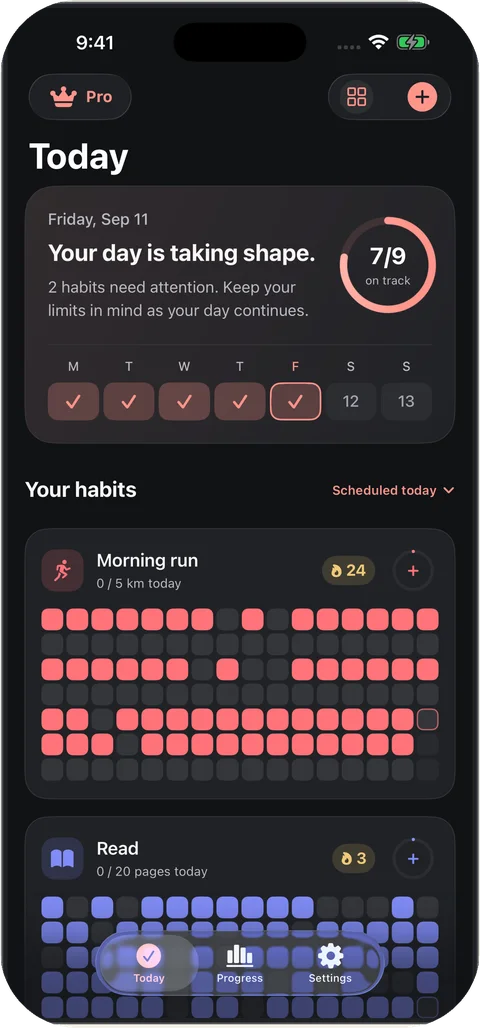 9:41
Pro
Today
Friday, Sep 11
Your day is taking shape.
2 habits need attention. Keep your
limits in mind as your day continues.
7/9
on track
M T W T F S S
12 13
Your habits
Scheduled today
Morning run
0 / 5 km today
24
Read
0 / 20 pages today
3
Today Progress Settings